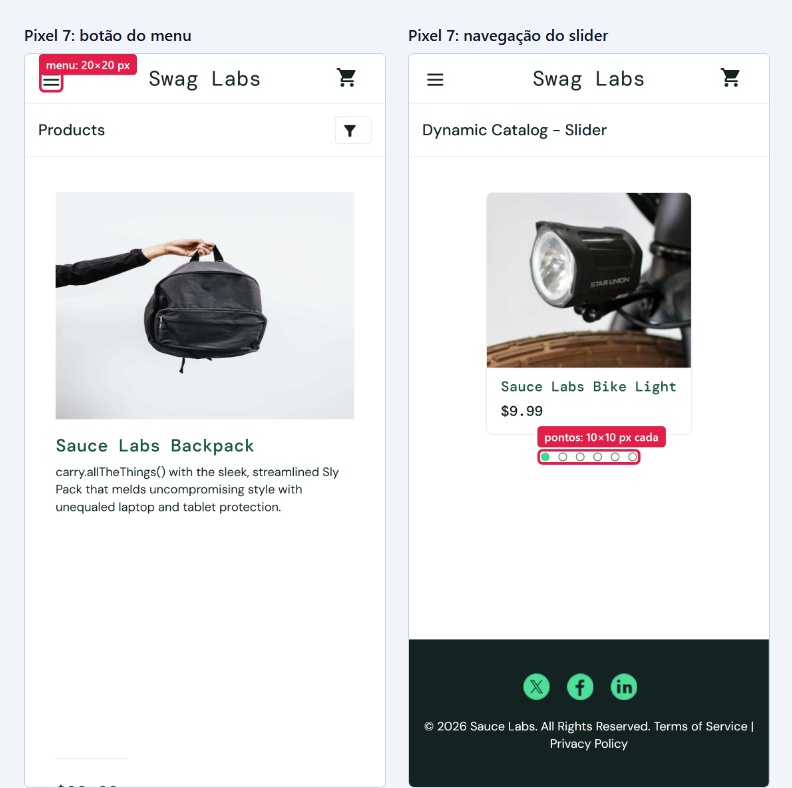 Pixel 7: botão do menu
menu: 20×20 px
Swag Labs
Products
Sauce Labs Backpack
carry.allTheThings() with the sleek, streamlined Sly
Pack that melds uncompromising style with
unequaled laptop and tablet protection.
Pixel 7: navegação do slider
Swag Labs
Dynamic Catalog - Slider
STAR UNION
Sauce Labs Bike Light
$9.99
pontos: 10×10 px cada
© 2026 Sauce Labs. All Rights Reserved. Terms of Service |
Privacy Policy